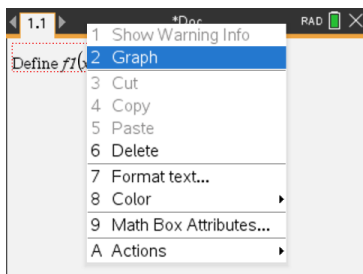 1.1 *Doc RAD
1 Show Warning Info
Define f1(x 2 Graph
3 Cut
4 Copy
5 Paste
6 Delete
7 Format text...
8 Color
9 Math Box Attributes...
A Actions